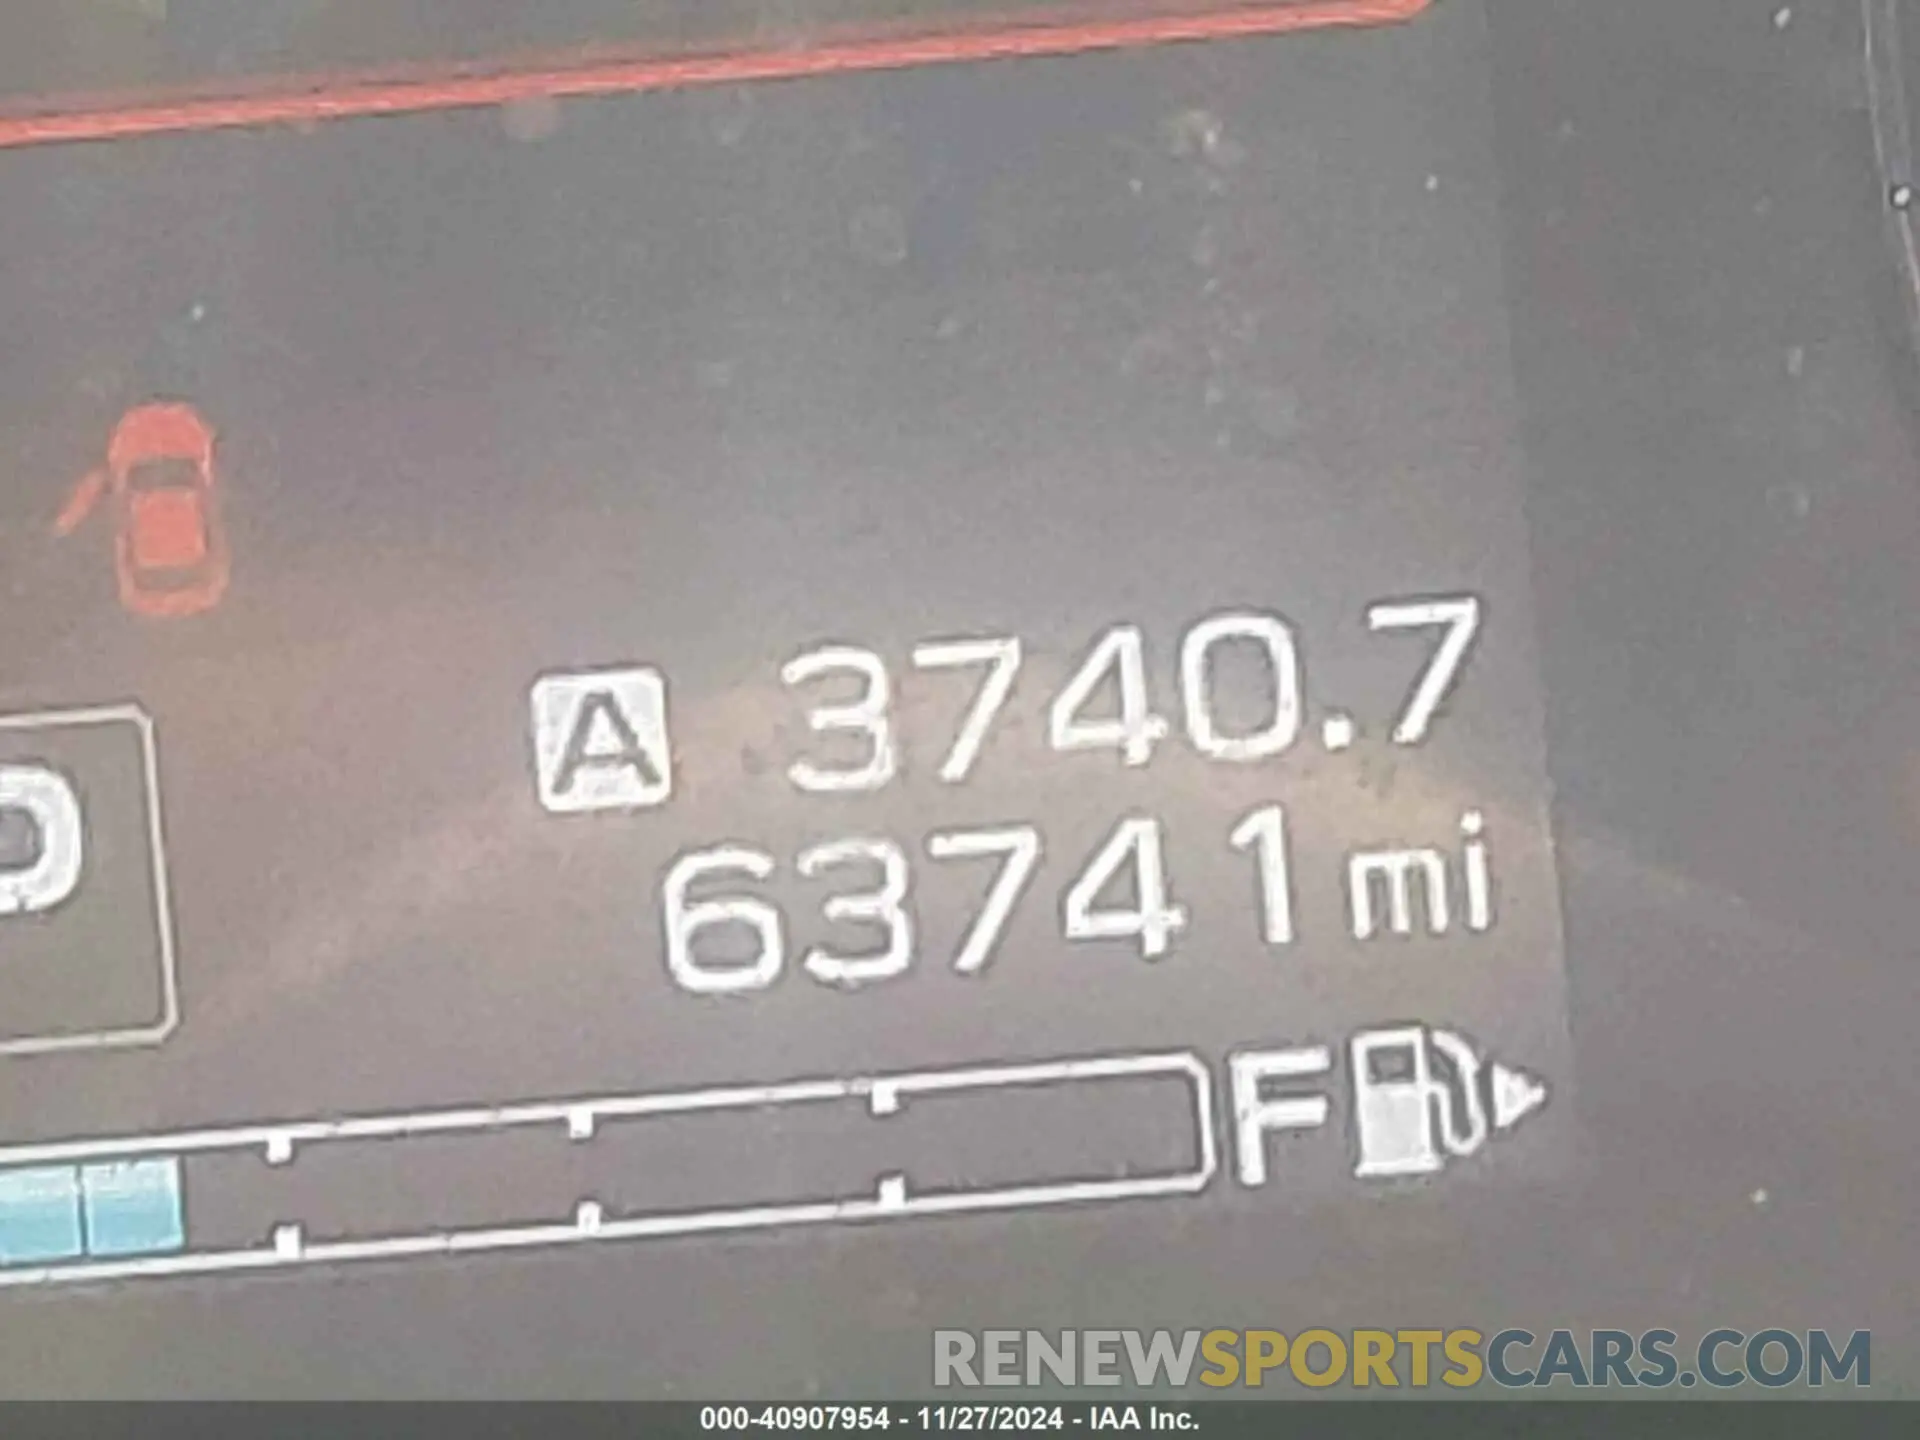 A 3740.7
P
63741 mi
F
RENEWSPORTSCARS.COM
000-40907954 - 11/27/2024 - IAA Inc.